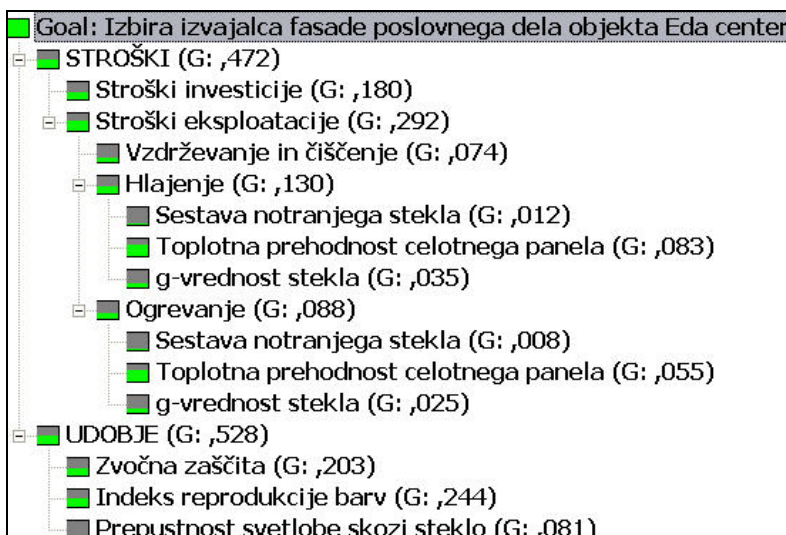 Goal: Izbira izvajalca fasade poslovnega dela objekta Eda center
STROŠKI (G: ,472)
Stroški investicije (G: ,180)
Stroški eksploatacije (G: ,292)
Vzdrževanje in čiščenje (G: ,074)
Hlajenje (G: ,130)
Sestava notranjega stekla (G: ,012)
Toplotna prehodnost celotnega panela (G: ,083)
g-vrednost stekla (G: ,035)
Ogrevanje (G: ,088)
Sestava notranjega stekla (G: ,008)
Toplotna prehodnost celotnega panela (G: ,055)
g-vrednost stekla (G: ,025)
UDOBJE (G: ,528)
Zvočna zaščita (G: ,203)
Indeks reprodukcije barv (G: ,244)
Prepustnost svetlobe skozi steklo (G: ,081)